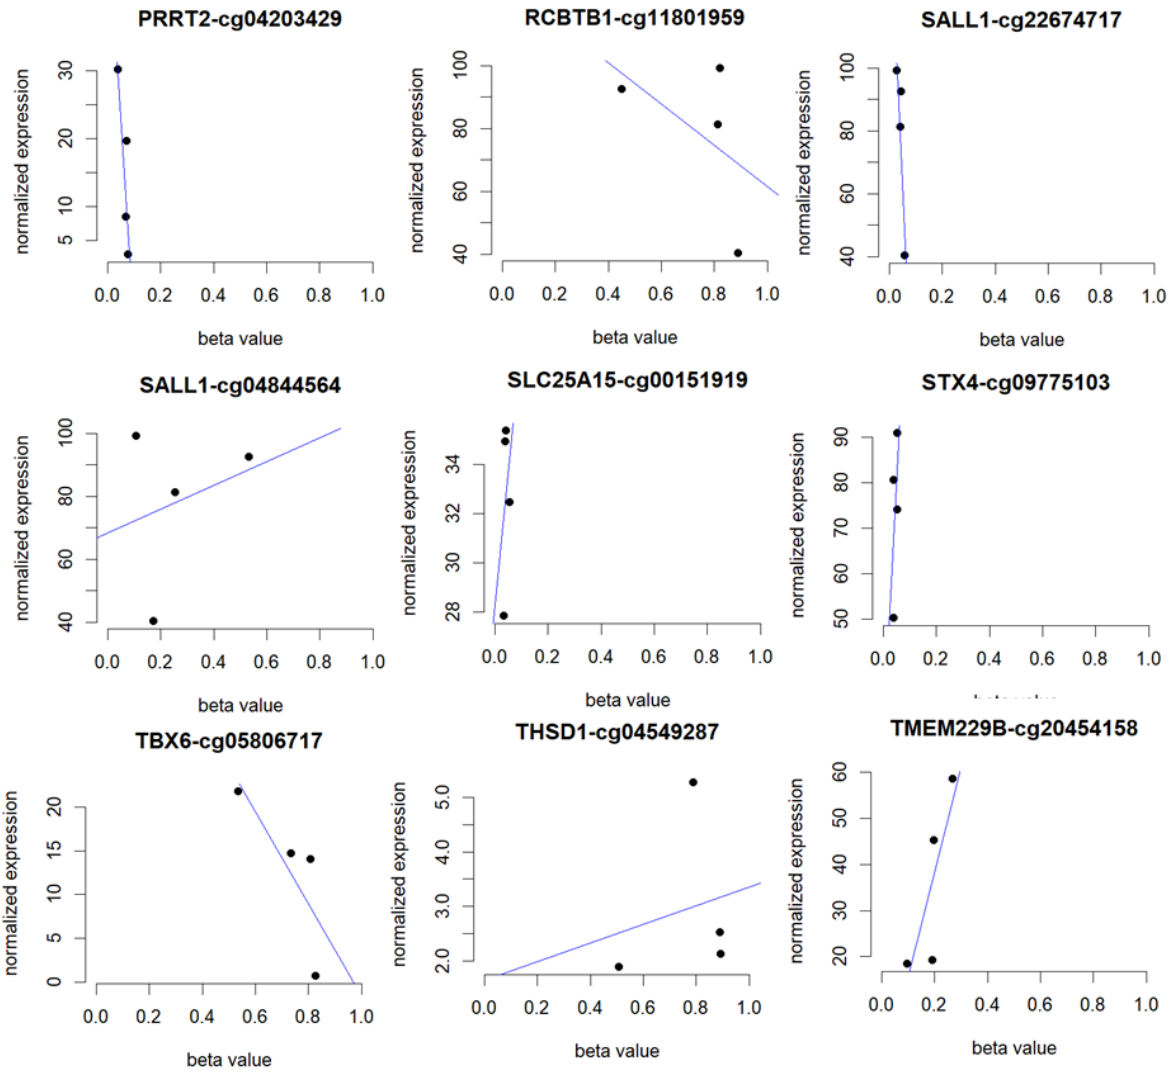 PRRT2-cg04203429
RCBTB1-cg11801959
SALL1-cg22674717
normalized expression
30
20
10
5
0.0 0.2 0.4 0.6 0.8 1.0
beta value
normalized expression
100
80
60
40
0.0 0.2 0.4 0.6 0.8 1.0
beta value
normalized expression
100
80
60
40
0.0 0.2 0.4 0.6 0.8 1.0
beta value
SALL1-cg04844564
SLC25A15-cg00151919
STX4-cg09775103
normalized expression
100
80
60
40
0.0 0.2 0.4 0.6 0.8 1.0
beta value
normalized expression
34
32
30
28
0.0 0.2 0.4 0.6 0.8 1.0
beta value
normalized expression
90
80
70
60
50
0.0 0.2 0.4 0.6 0.8 1.0
TBX6-cg05806717
THSD1-cg04549287
TMEM229B-cg20454158
normalized expression
20
15
10
5
0
0.0 0.2 0.4 0.6 0.8 1.0
beta value
normalized expression
5.0
4.0
3.0
2.0
0.0 0.2 0.4 0.6 0.8 1.0
beta value
normalized expression
60
50
40
30
20
0.0 0.2 0.4 0.6 0.8 1.0
beta value